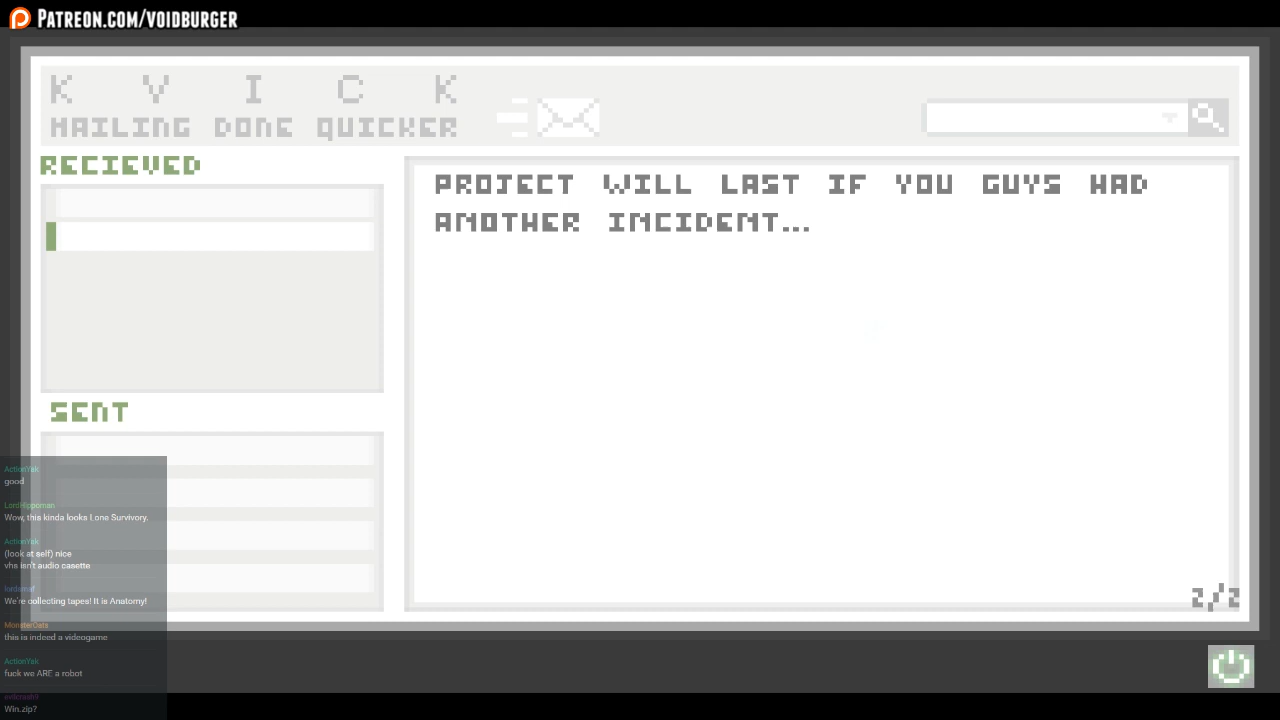 PATREON.COM/VOIDBURGER
K V I C K
MAILING DONE QUICKER
RECIEVED
PROJECT WILL LAST IF YOU GUYS HAD
ANOTHER INCIDENT...
SENT
2/2
ActionYak
good
LordHippoman
Wow, this kinda looks Lone Survivory.
ActionYak
(look at self) nice
vhs isn't audio casette
We're collecting tapes! It is Anatomy!
MonsterOats
this is indeed a videogame
ActionYak
fuck we ARE a robot
Win.zip?